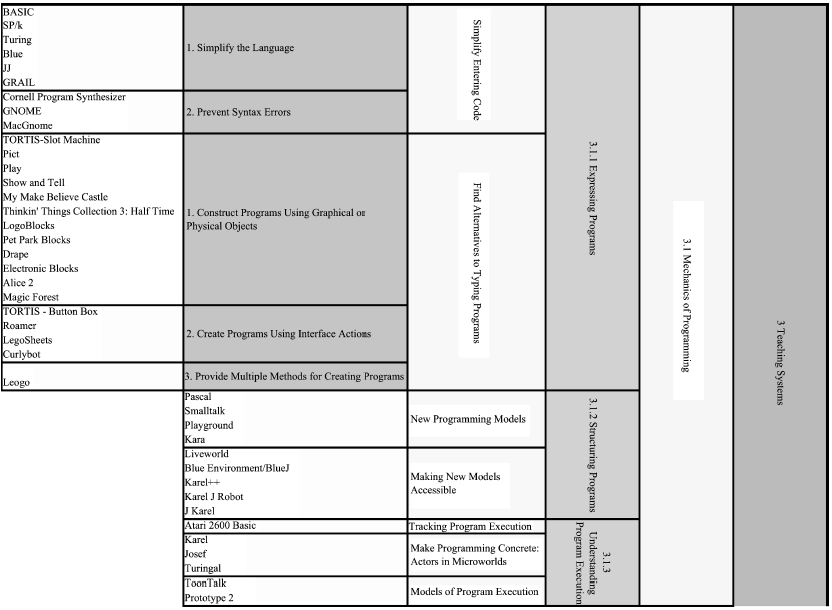 BASIC
SP/k
Turing
Blue
JJ
GRAIL
1. Simplify the Language
Cornell Program Synthesizer
GNOME
MacGnome
2. Prevent Syntax Errors
Simplify Entering Code
TORTIS-Slot Machine
Pict
Play
Show and Tell
My Make Believe Castle
Thinkin' Things Collection 3: Half Time
LogoBlocks
Pet Park Blocks
Drape
Electronic Blocks
Alice 2
Magic Forest
1. Construct Programs Using Graphical or
Physical Objects
TORTIS - Button Box
Roamer
LegoSheets
Curlybot
2. Create Programs Using Interface Actions
Leogo
3. Provide Multiple Methods for Creating Programs
Find Alternatives to Typing Programs
3.1.1 Expressing Programs
Pascal
Smalltalk
Playground
Kara
New Programming Models
Liveworld
Blue Environment/BlueJ
Karel++
Karel J Robot
J Karel
Making New Models
Accessible
3.1.2 Structuring Programs
Atari 2600 Basic
Tracking Program Execution
Karel
Josef
Turingal
Make Programming Concrete:
Actors in Microworlds
ToonTalk
Prototype 2
Models of Program Execution
3.1.3
Understanding
Program Execution
3.1 Mechanics of Programming
3 Teaching Systems